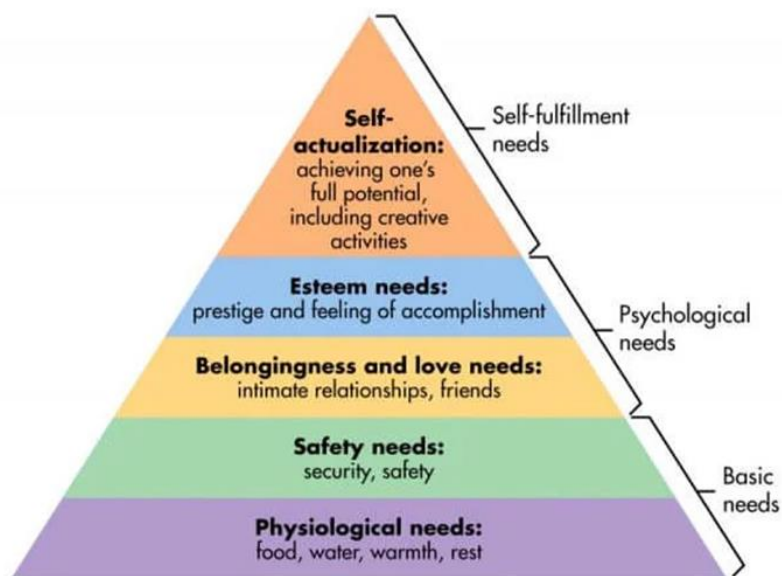 Self-
actualization:
achieving one's
full potential,
including creative
activities
Self-fulfillment
needs
Esteem needs:
prestige and feeling of accomplishment
Belongingness and love needs:
intimate relationships, friends
Psychological
needs
Safety needs:
security, safety
Physiological needs:
food, water, warmth, rest
Basic
needs